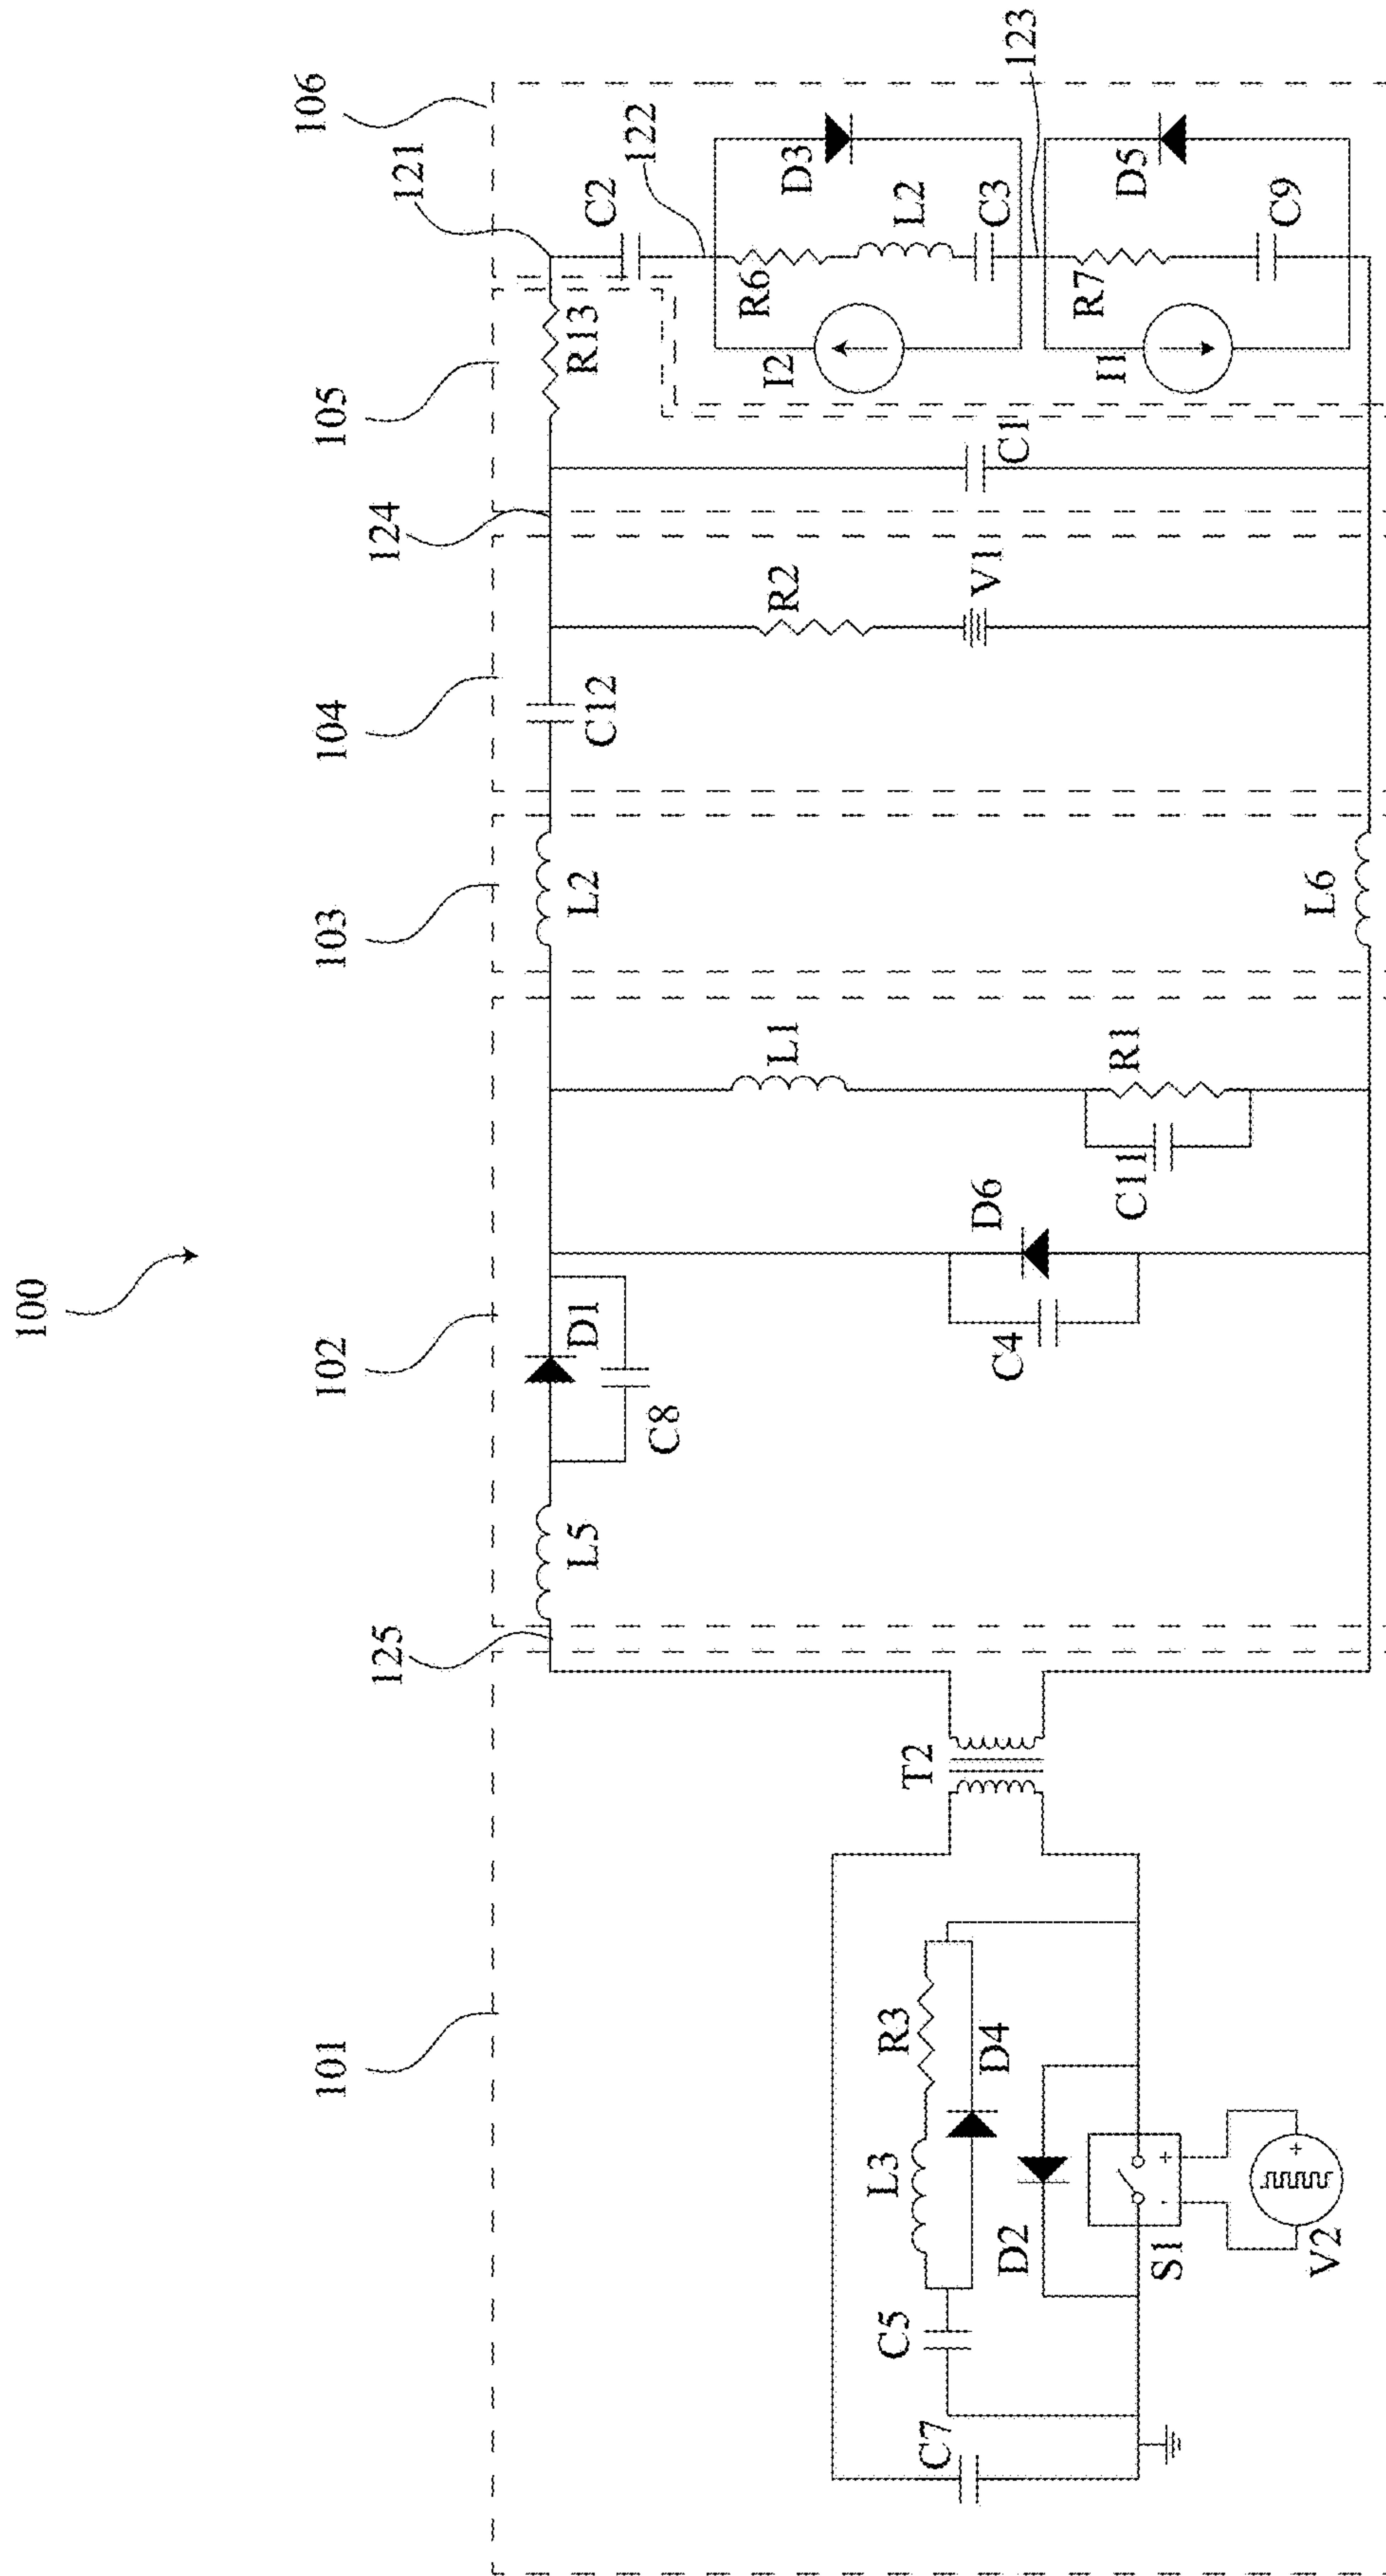 100
101
102
103
104
105
106
125
124
121
122
123
C7
C5
L3
R3
D4
D2
S1
+
-
V2
+
T2
L5
D1
C8
D6
C4
L1
C11
R1
L2
L6
C12
R2
V1
C1
R13
C2
R6
L2
C3
D3
I2
R7
C9
D5
I1